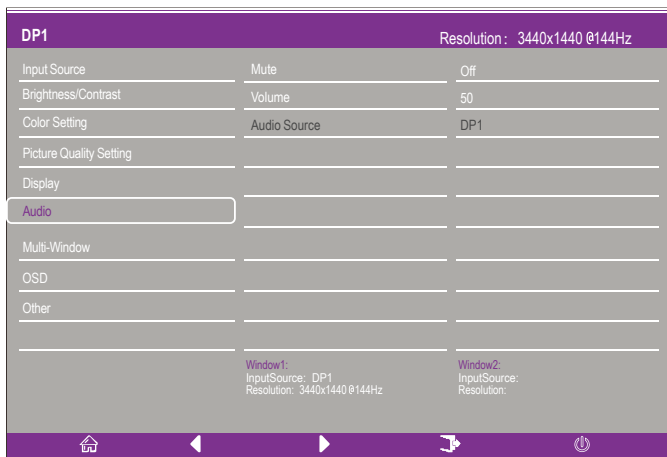 DP1 Resolution : 3440x1440 @144Hz
Input Source Mute Off
Brightness/Contrast Volume 50
Color Setting Audio Source DP1
Picture Quality Setting
Display
Audio
Multi-Window
OSD
Other
Window1: Window2:
InputSource: DP1 InputSource:
Resolution: 3440x1440@144Hz Resolution: